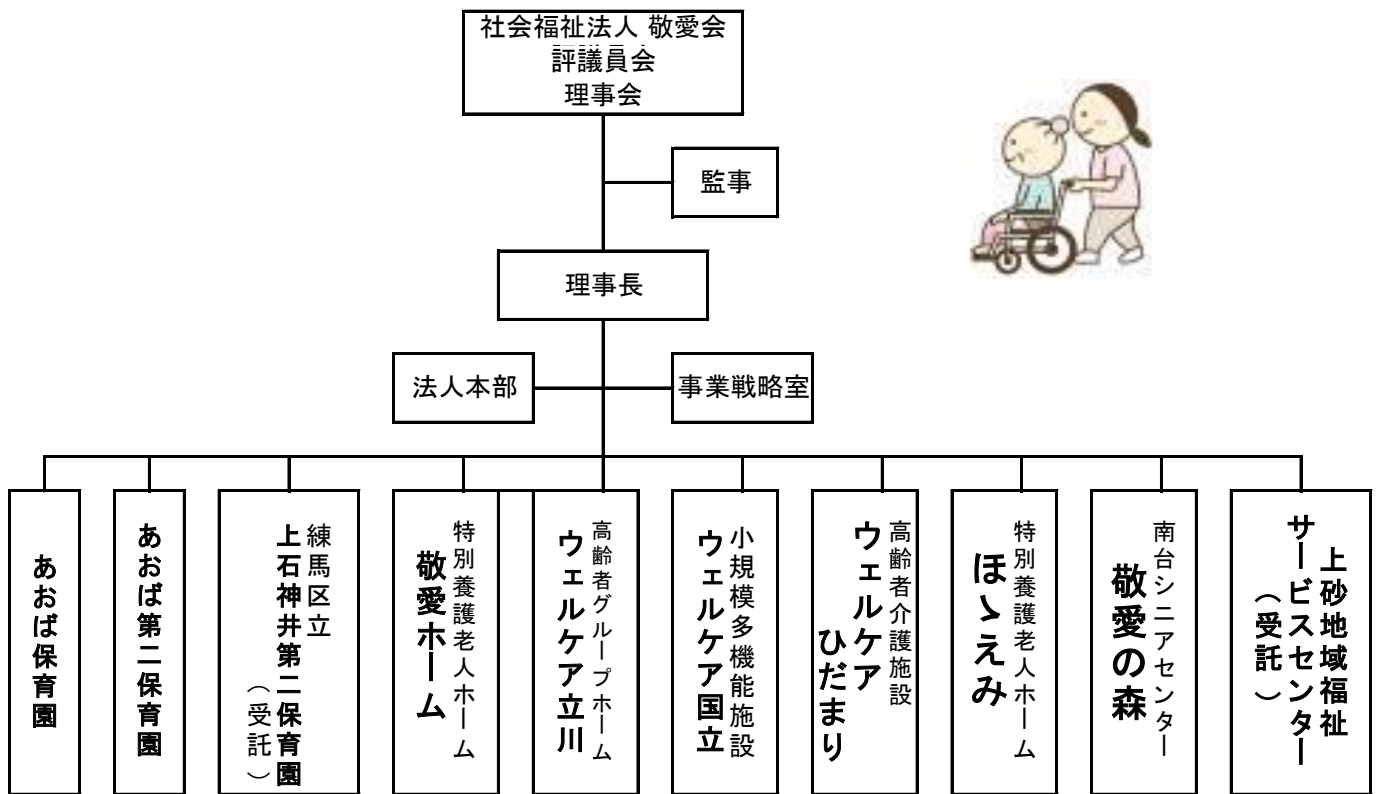 社会福祉法人 敬愛会
評議員会
理事会
監事
理事長
法人本部
事業戦略室
あおば保育園
あおば第二保育園
練馬区立
上石神井第二保育園
（受託）
特別養護老人ホーム
敬愛ホーム
高齢者グループホーム
ウェルケア立川
小規模多機能施設
ウェルケア国立
高齢者介護施設
ウェルケア
ひだまり
特別養護老人ホーム
ほゝえみ
南台シニアセンター
敬愛の森
上砂地域福祉
サービスセンター
（受託）